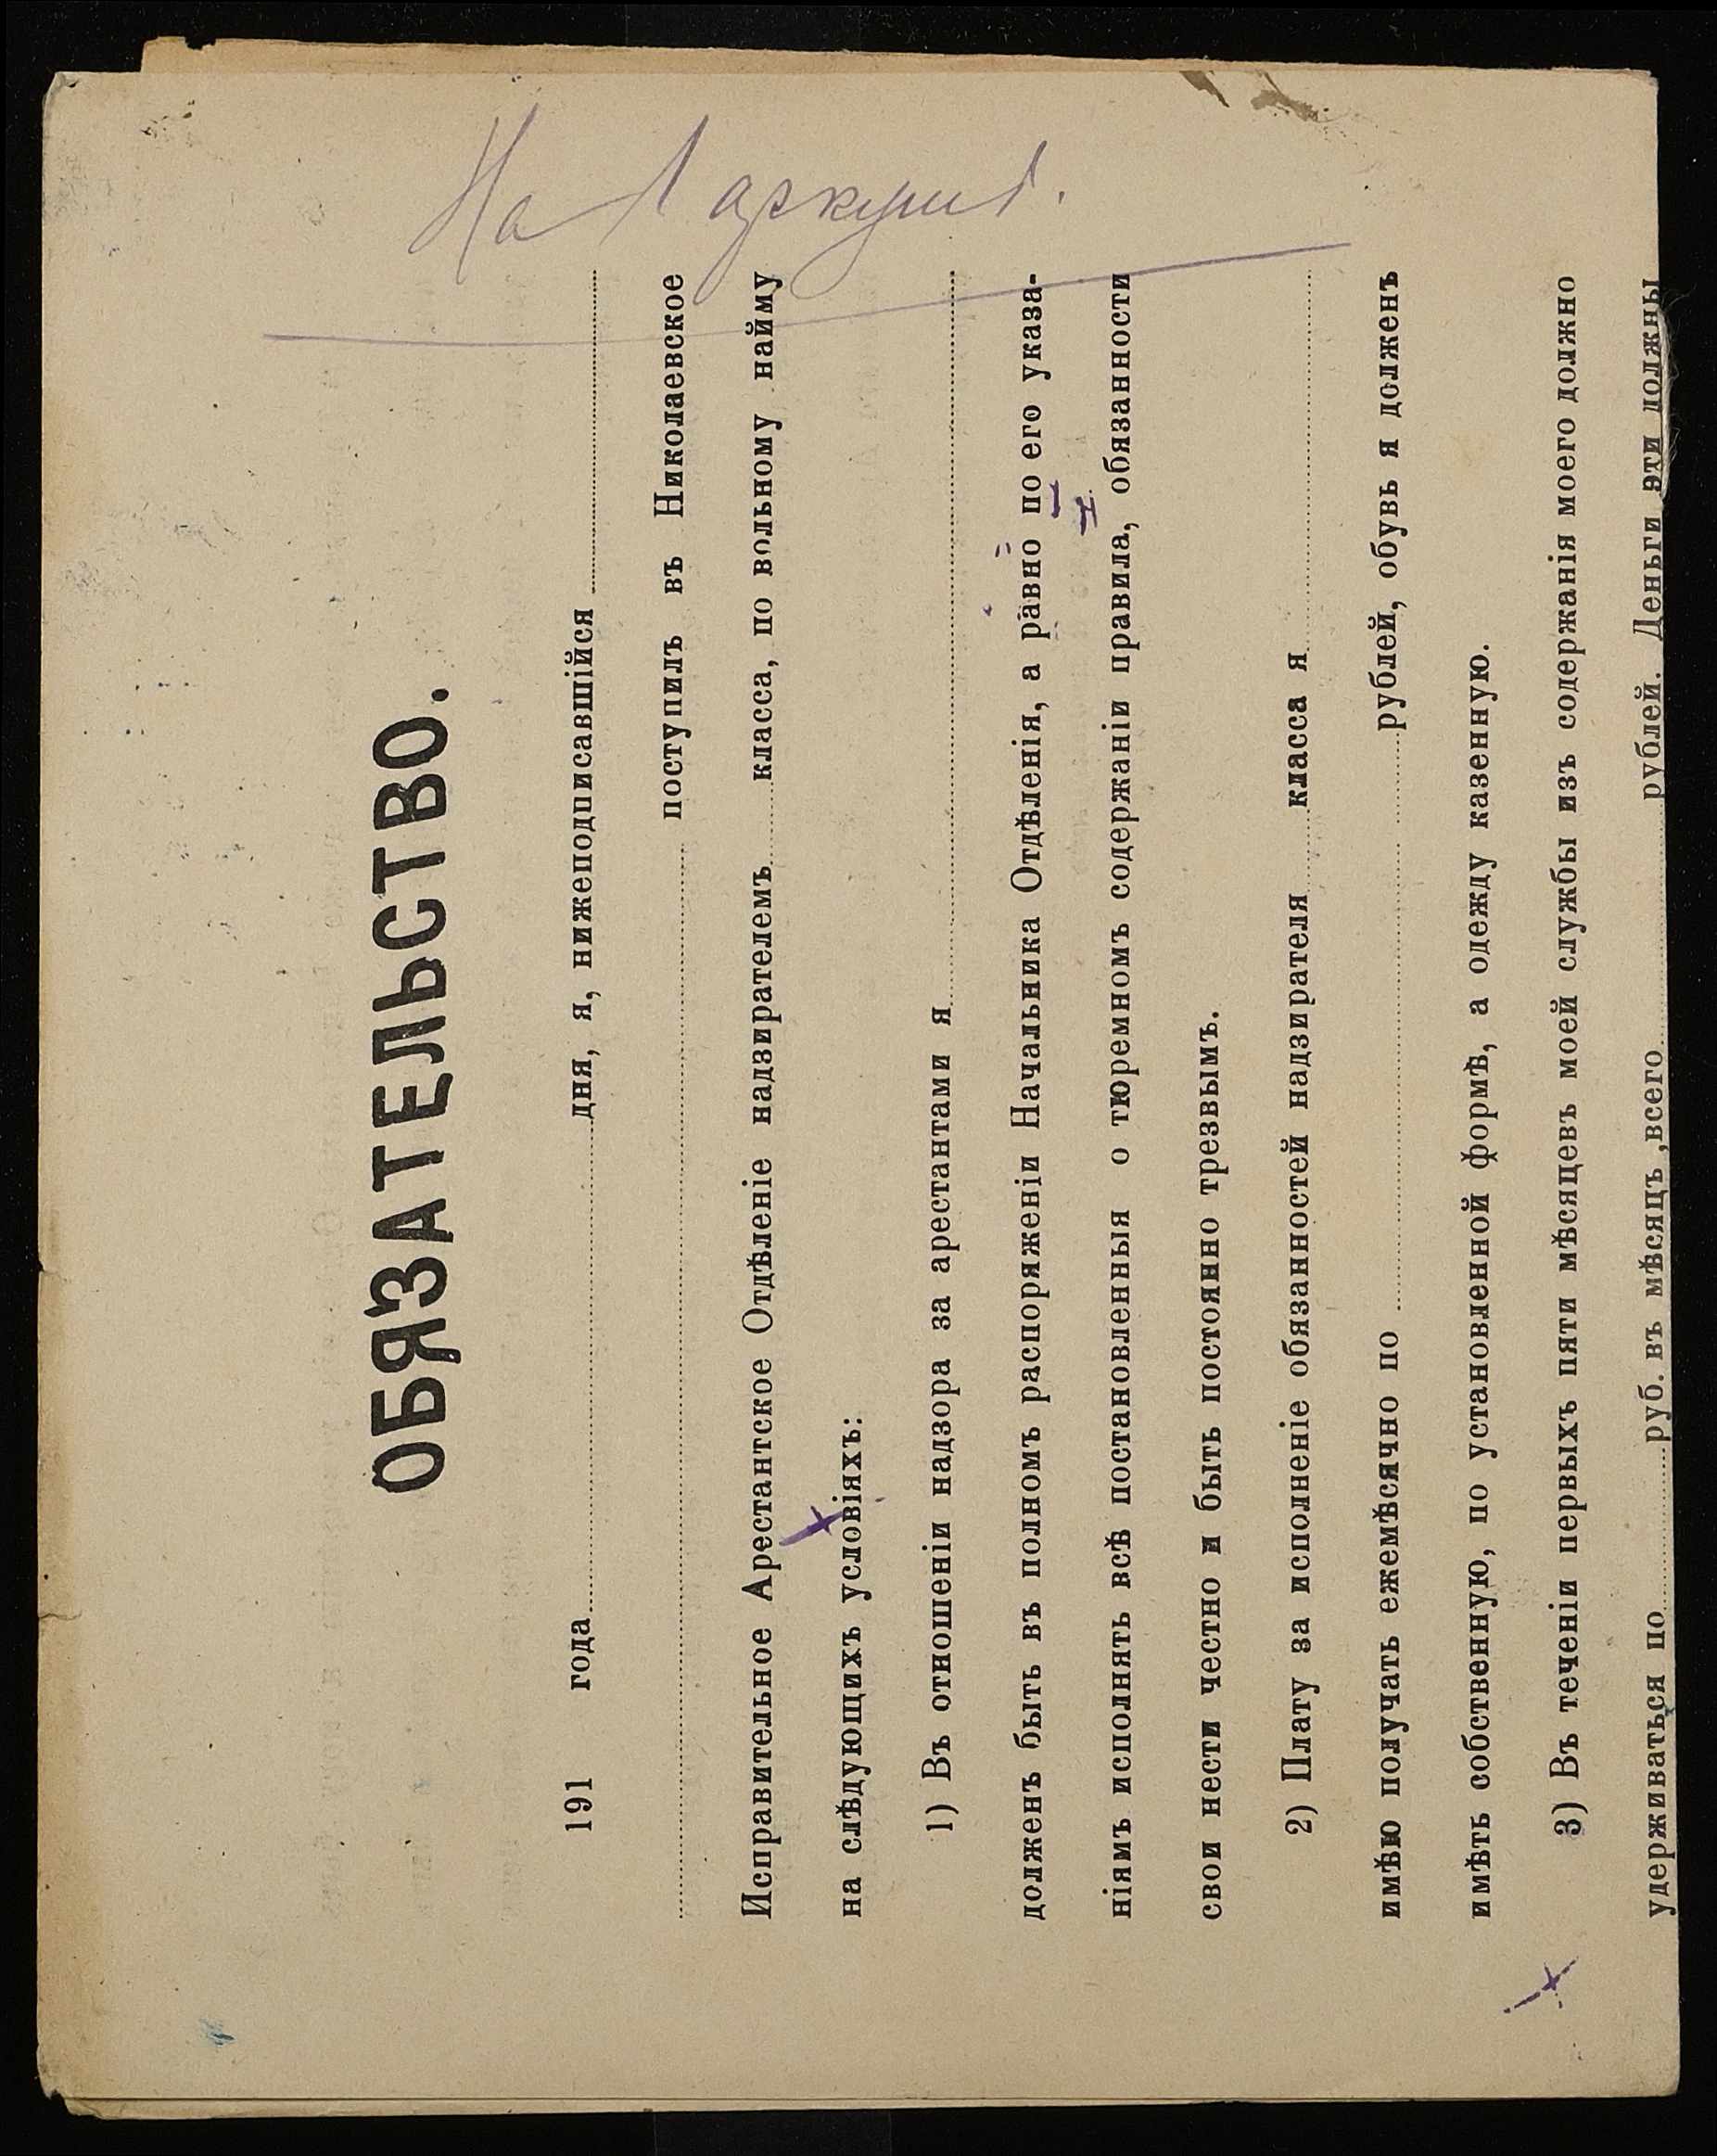 На 1 аркуші.
ОБЯЗАТЕЛЬСТВО.
191 года дня, я, нижеподписавшійся
поступилъ въ Николаевское
Исправительное Арестантское Отдѣленіе надзирателемъ класса, по вольному найму
на слѣдующихъ условіяхъ:
1) Въ отношеніи надзора за арестантами я
долженъ быть въ полномъ распоряженіи Начальника Отдѣленія, а равно по его указа-
ніямъ исполнять всѣ постановленныя о тюремномъ содержаніи правила, обязанности
свои нести честно и быть постоянно трезвымъ.
2) Плату за исполненіе обязанностей надзирателя класса я
имѣю получать ежемѣсячно по рублей, обувь я долженъ
имѣть собственную, по установленной формѣ, а одежду казенную.
3) Въ теченіи первыхъ пяти мѣсяцевъ моей службы изъ содержанія моего должно
удерживаться по руб. въ мѣсяцъ, всего рублей. Деньги эти должны